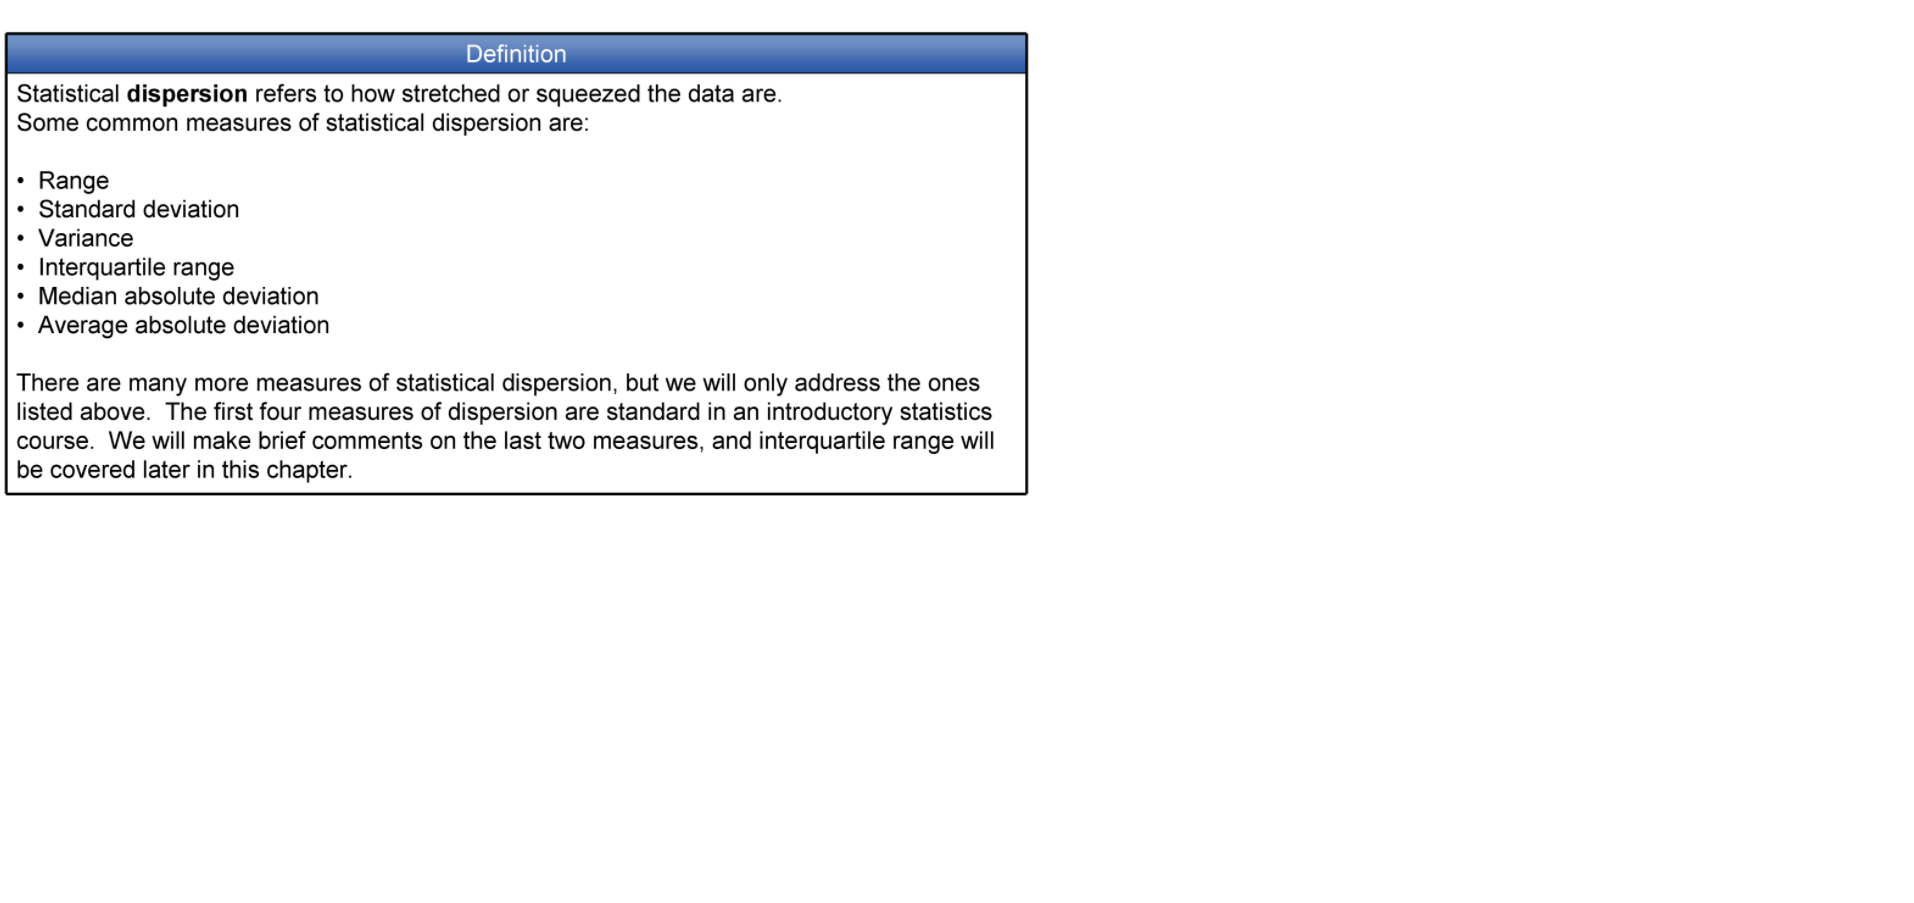 Definition
Statistical dispersion refers to how stretched or squeezed the data are.
Some common measures of statistical dispersion are:
• Range
• Standard deviation
• Variance
• Interquartile range
• Median absolute deviation
• Average absolute deviation
There are many more measures of statistical dispersion, but we will only address the ones
listed above.  The first four measures of dispersion are standard in an introductory statistics
course.  We will make brief comments on the last two measures, and interquartile range will
be covered later in this chapter.